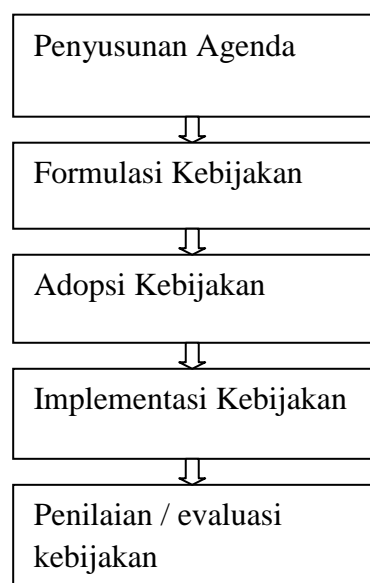 Penyusunan Agenda
Formulasi Kebijakan
Adopsi Kebijakan
Implementasi Kebijakan
Penilaian / evaluasi
kebijakan